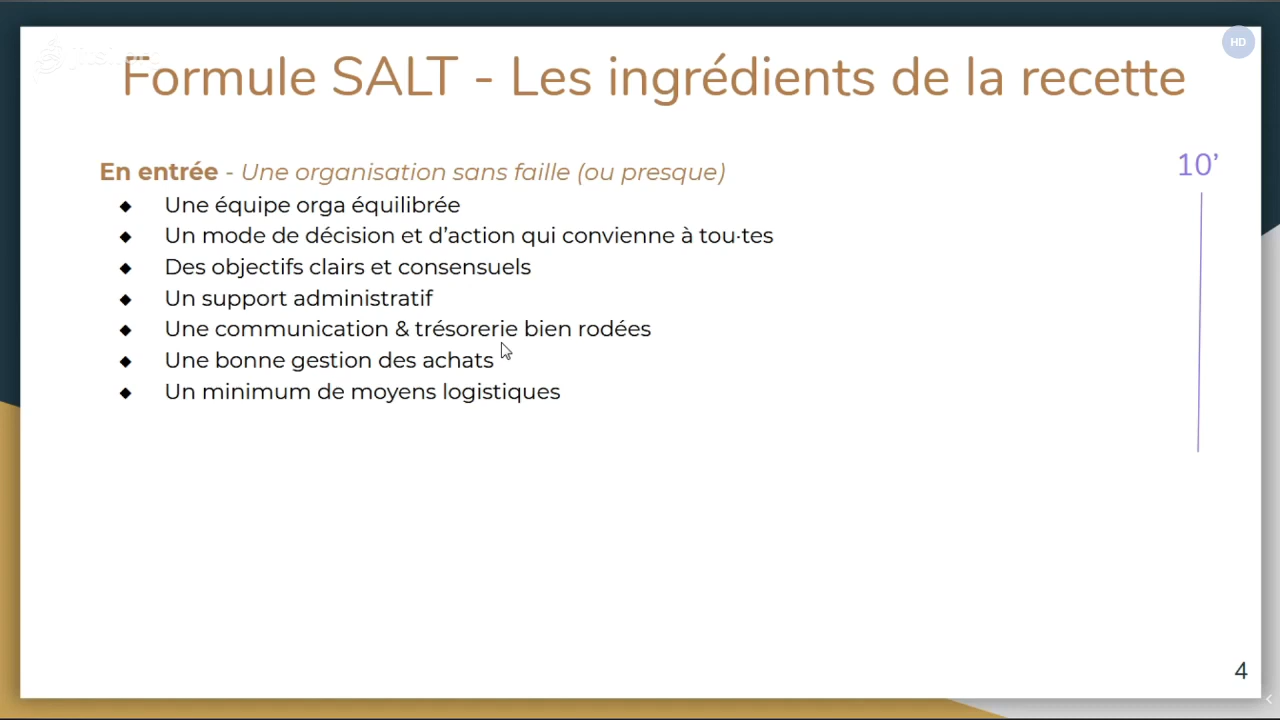 HD
Formule SALT - Les ingrédients de la recette
En entrée - Une organisation sans faille (ou presque)
10’
◆ Une équipe orga équilibrée
◆ Un mode de décision et d’action qui convienne à tou·tes
◆ Des objectifs clairs et consensuels
◆ Un support administratif
◆ Une communication & trésorerie bien rodées
◆ Une bonne gestion des achats
◆ Un minimum de moyens logistiques
4